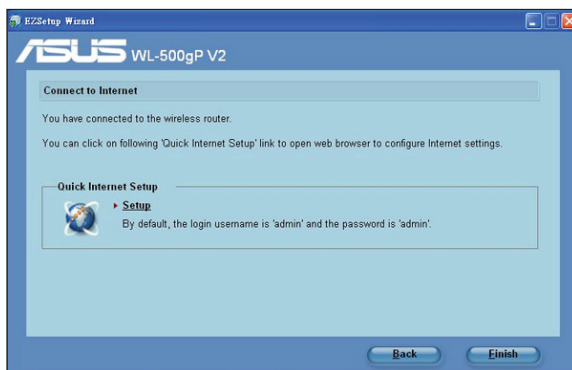 EZSetup Wizard
ASUS WL-500gP V2
Connect to Internet
You have connected to the wireless router.
You can click on following 'Quick Internet Setup' link to open web browser to configure Internet settings.
Quick Internet Setup
Setup
By default, the login username is 'admin' and the password is 'admin'.
Back Finish